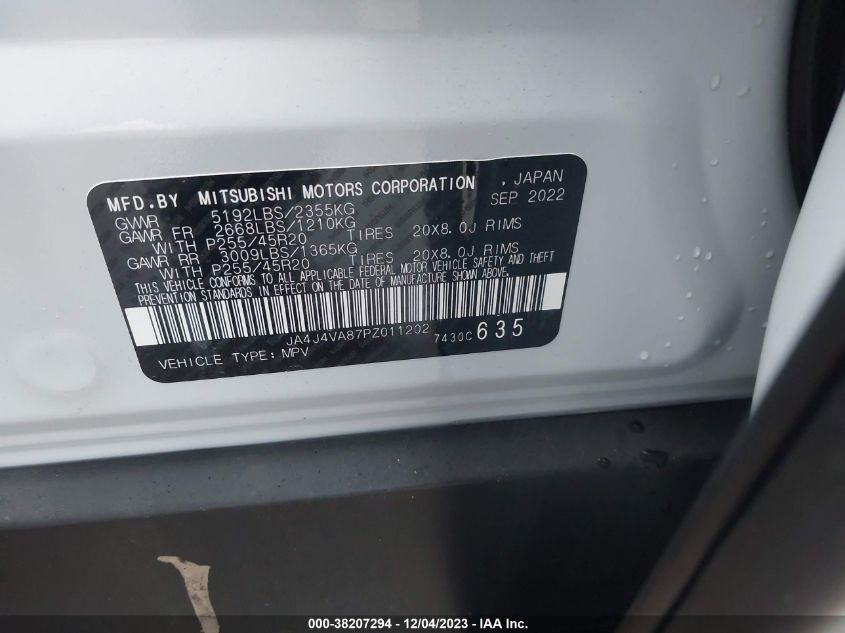 MFD.BY MITSUBISHI MOTORS CORPORATION , JAPAN
GVWR 5192LBS/2355KG SEP 2022
GAWR FR 2668LBS/1210KG
WITH P255/45R20 TIRES 20X8.0J RIMS
GAWR RR 3009LBS/1365KG
WITH P255/45R20 TIRES 20X8.0J RIMS
THIS VEHICLE CONFORMS TO ALL APPLICABLE FEDERAL MOTOR VEHICLE SAFETY AND THEFT
PREVENTION STANDARDS IN EFFECT ON THE DATE OF MANUFACTURE SHOWN ABOVE.
JA4J4VA87PZ011202 7430C 635
VEHICLE TYPE: MPV
000-38207294 - 12/04/2023 - IAA Inc.